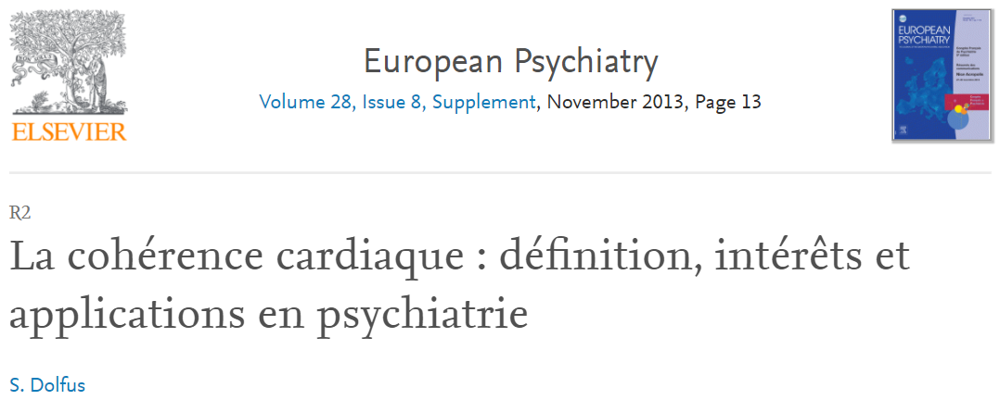 ELSEVIER
European Psychiatry
Volume 28, Issue 8, Supplement, November 2013, Page 13
EUROPEAN
PSYCHIATRY
R2
La cohérence cardiaque : définition, intérêts et
applications en psychiatrie
S. Dolfus